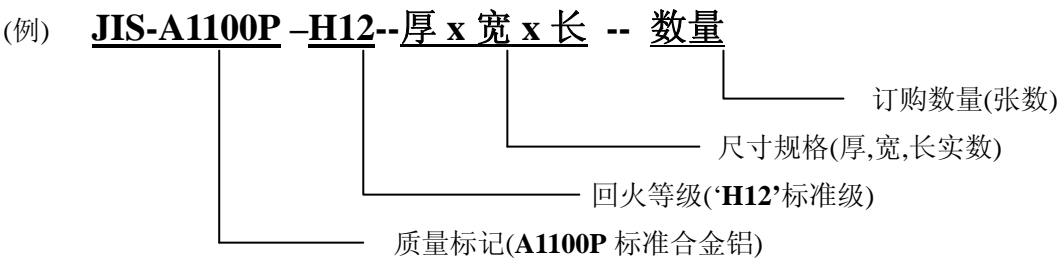 (例) JIS-A1100P –H12--厚 x 宽 x 长 -- 数量
订购数量(张数)
尺寸规格(厚,宽,长实数)
回火等级(‘H12’标准级)
质量标记(A1100P 标准合金铝)